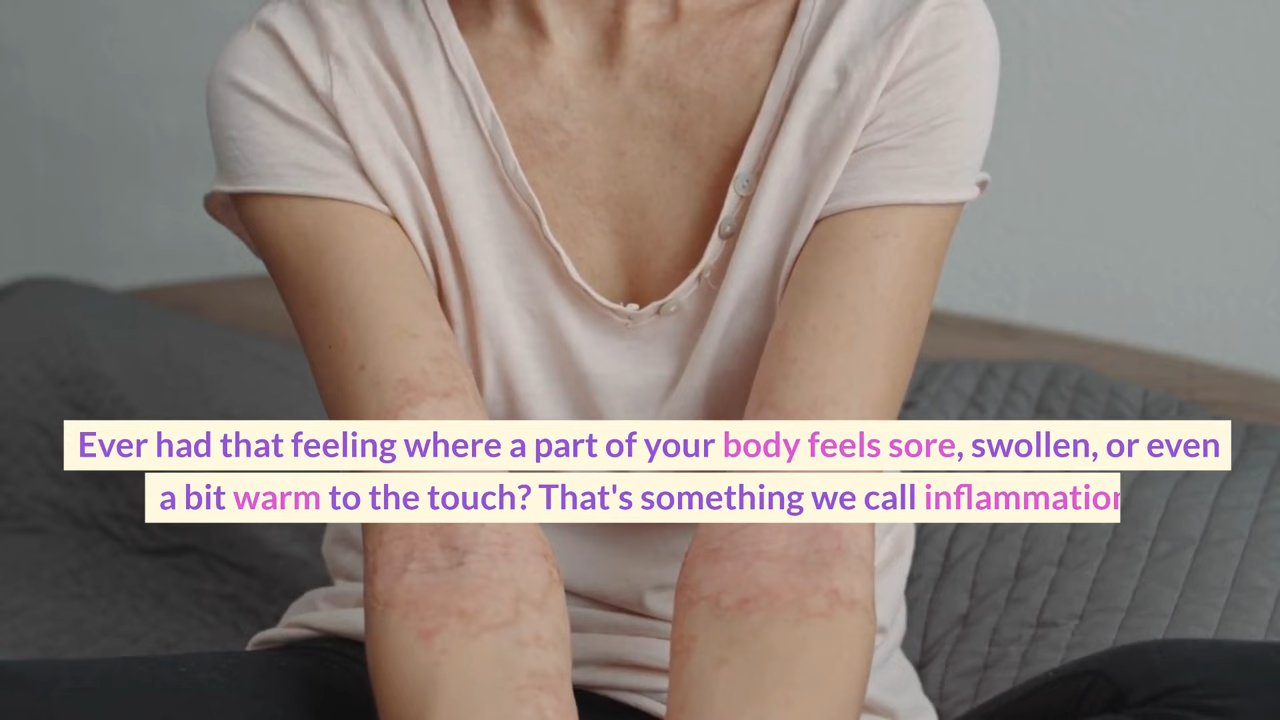 Ever had that feeling where a part of your body feels sore, swollen, or even
a bit warm to the touch? That's something we call inflammation